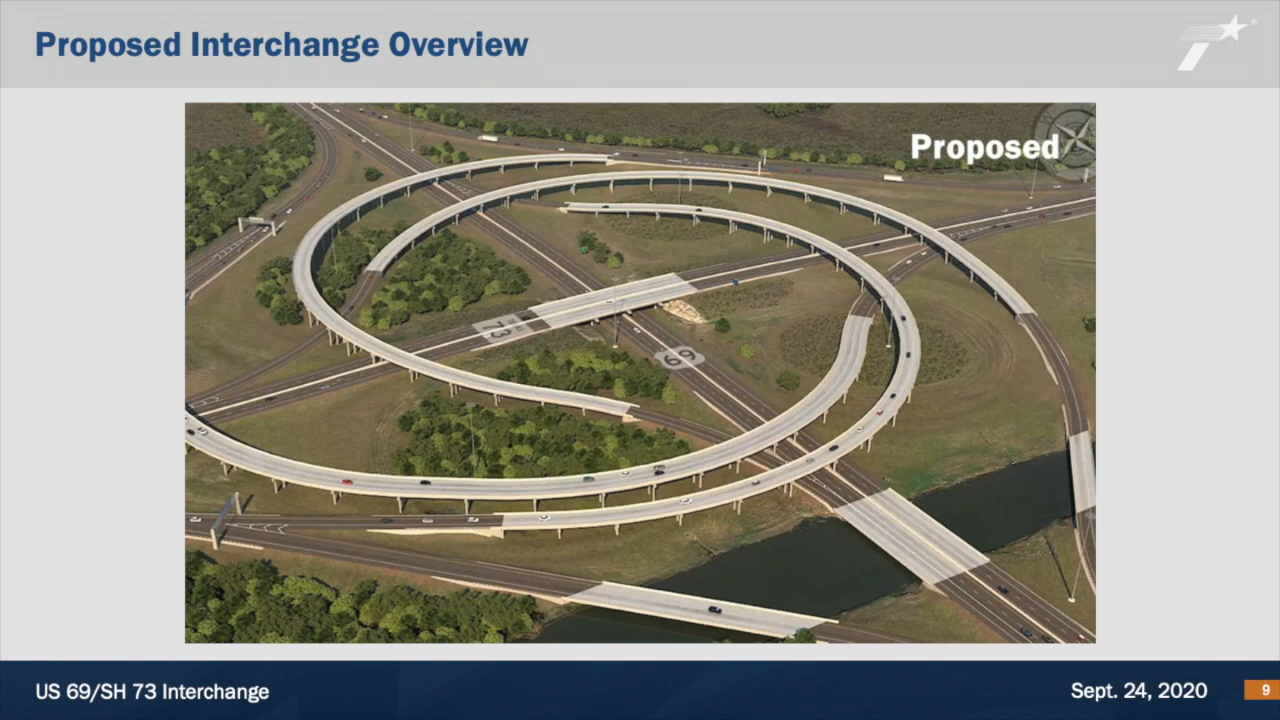 Proposed Interchange Overview
Proposed
73
69
US 69/SH 73 Interchange
Sept. 24, 2020
9